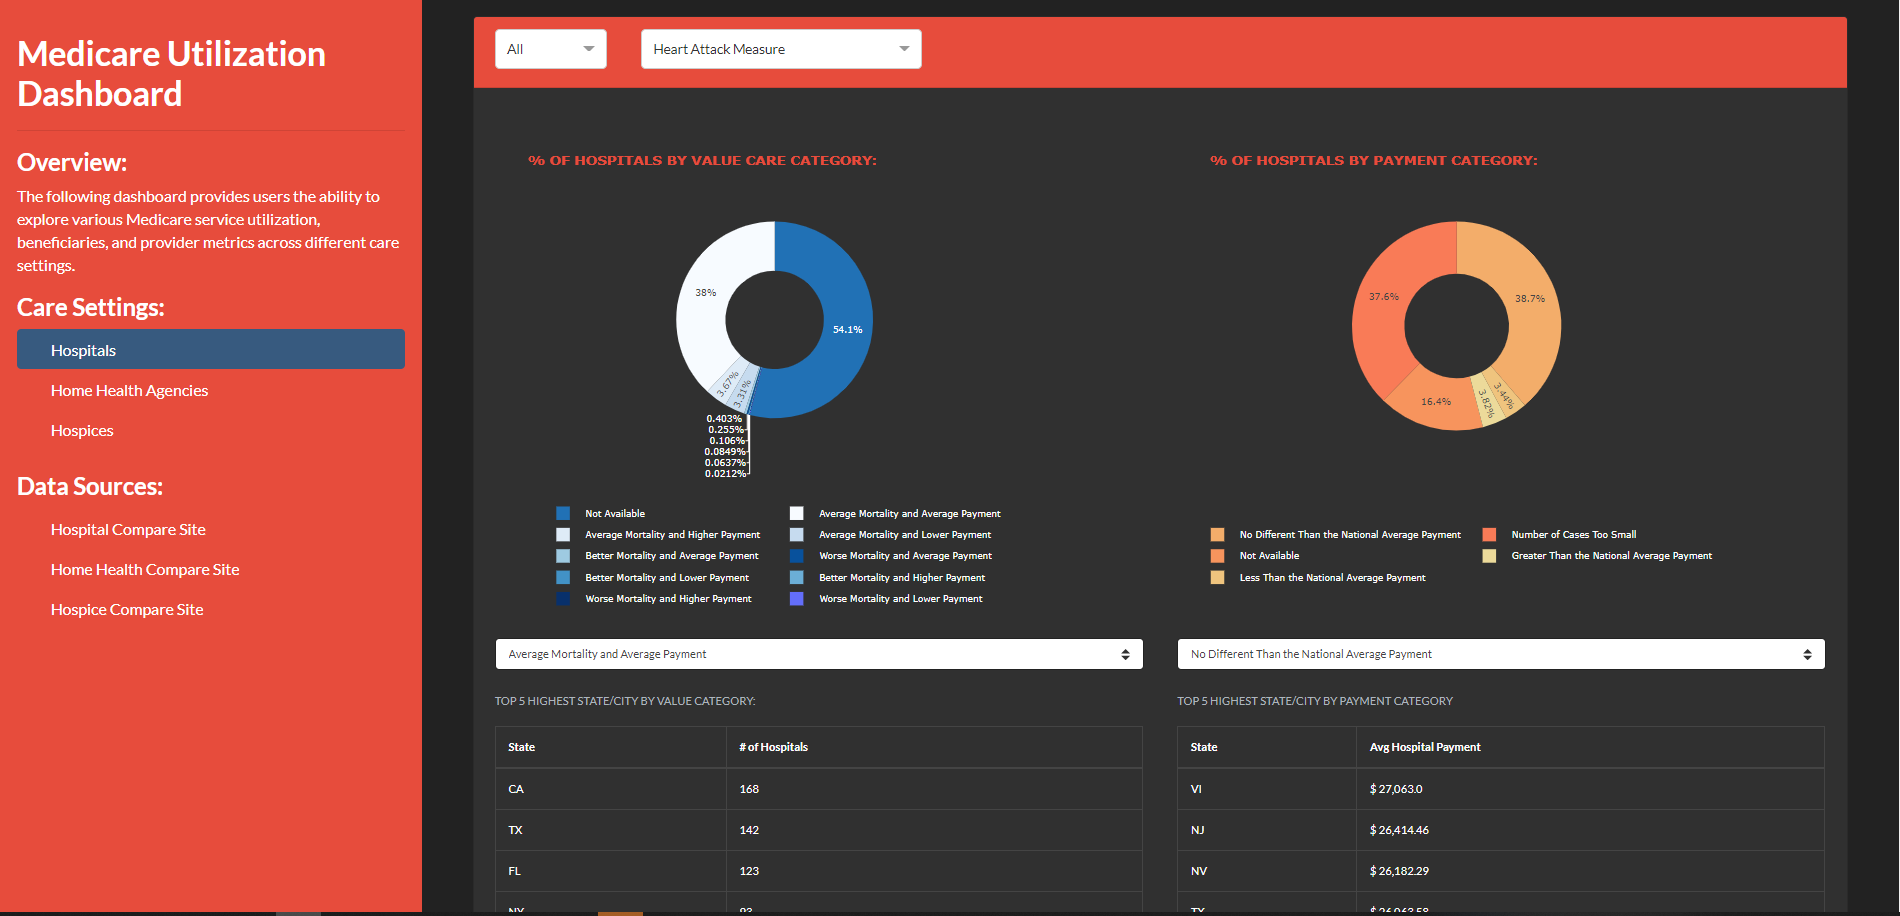 Medicare Utilization
Dashboard
Overview:
The following dashboard provides users the ability to
explore various Medicare service utilization,
beneficiaries, and provider metrics across different care
settings.
Care Settings:
Hospitals
Home Health Agencies
Hospices
Data Sources:
Hospital Compare Site
Home Health Compare Site
Hospice Compare Site
All
Heart Attack Measure
% OF HOSPITALS BY VALUE CARE CATEGORY:
38%
54.1%
3.67%
3.31%
0.403%
0.255%
0.106%
0.0849%
0.0637%
0.0212%
Not Available
Average Mortality and Average Payment
Average Mortality and Higher Payment
Average Mortality and Lower Payment
Better Mortality and Average Payment
Worse Mortality and Average Payment
Better Mortality and Lower Payment
Better Mortality and Higher Payment
Worse Mortality and Higher Payment
Worse Mortality and Lower Payment
Average Mortality and Average Payment
TOP 5 HIGHEST STATE/CITY BY VALUE CATEGORY:
State # of Hospitals
CA 168
TX 142
FL 123
NY 93
% OF HOSPITALS BY PAYMENT CATEGORY:
37.6%
38.7%
16.4%
3.82%
3.44%
No Different Than the National Average Payment
Number of Cases Too Small
Not Available
Greater Than the National Average Payment
Less Than the National Average Payment
No Different Than the National Average Payment
TOP 5 HIGHEST STATE/CITY BY PAYMENT CATEGORY
State Avg Hospital Payment
VI $ 27,063.0
NJ $ 26,414.46
NV $ 26,182.29
TX